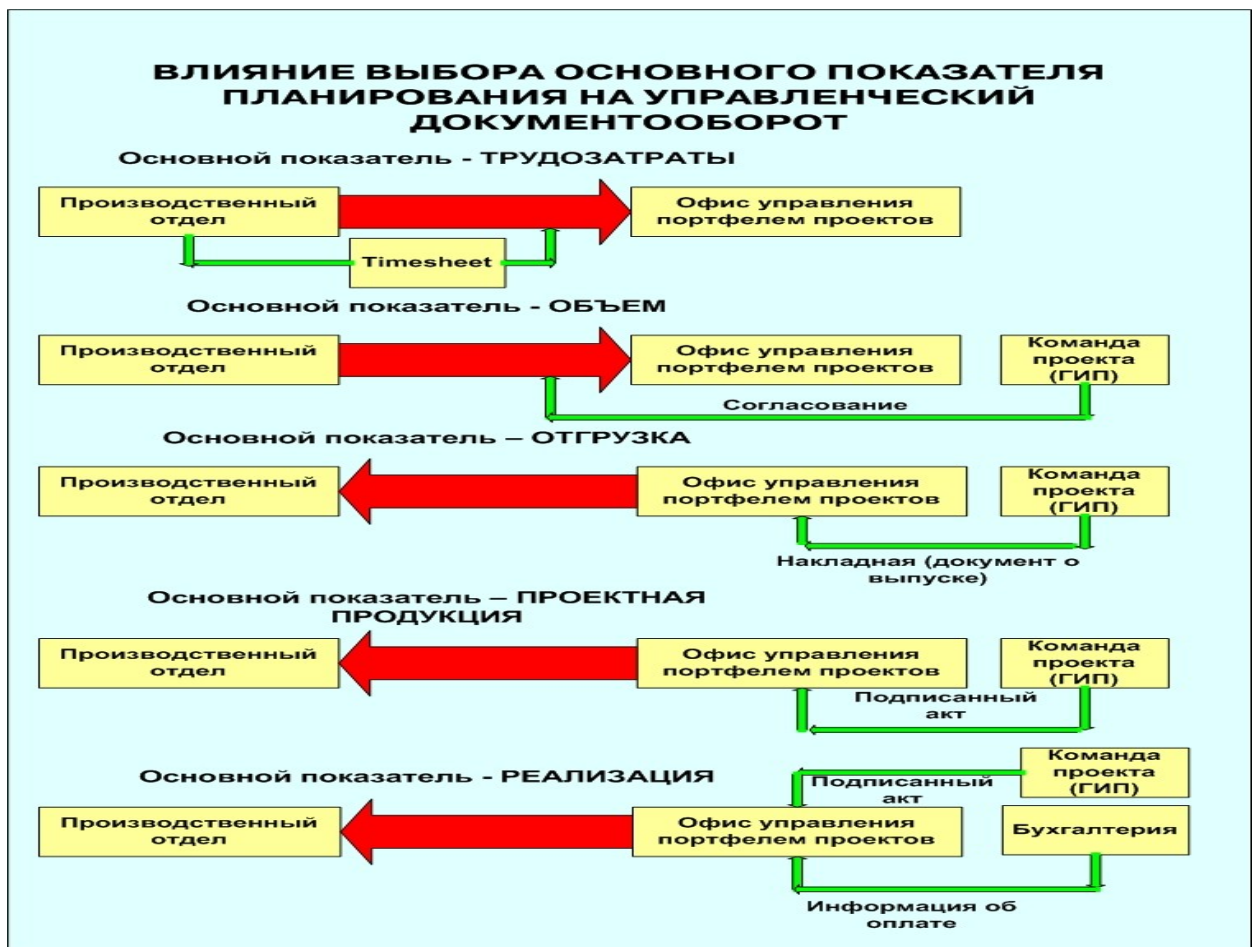 ВЛИЯНИЕ ВЫБОРА ОСНОВНОГО ПОКАЗАТЕЛЯ
ПЛАНИРОВАНИЯ НА УПРАВЛЕНЧЕСКИЙ
ДОКУМЕНТООБОРОТ
Основной показатель - ТРУДОЗАТРАТЫ
Производственный
отдел
Офис управления
портфелем проектов
Timesheet
Основной показатель - ОБЪЕМ
Производственный
отдел
Офис управления
портфелем проектов
Команда
проекта
(ГИП)
Согласование
Основной показатель – ОТГРУЗКА
Производственный
отдел
Офис управления
портфелем проектов
Команда
проекта
(ГИП)
Накладная (документ о
выпуске)
Основной показатель – ПРОЕКТНАЯ
ПРОДУКЦИЯ
Производственный
отдел
Офис управления
портфелем проектов
Команда
проекта
(ГИП)
Подписанный
акт
Основной показатель - РЕАЛИЗАЦИЯ
Команда
проекта
(ГИП)
Подписанный
акт
Производственный
отдел
Офис управления
портфелем проектов
Бухгалтерия
Информация об
оплате